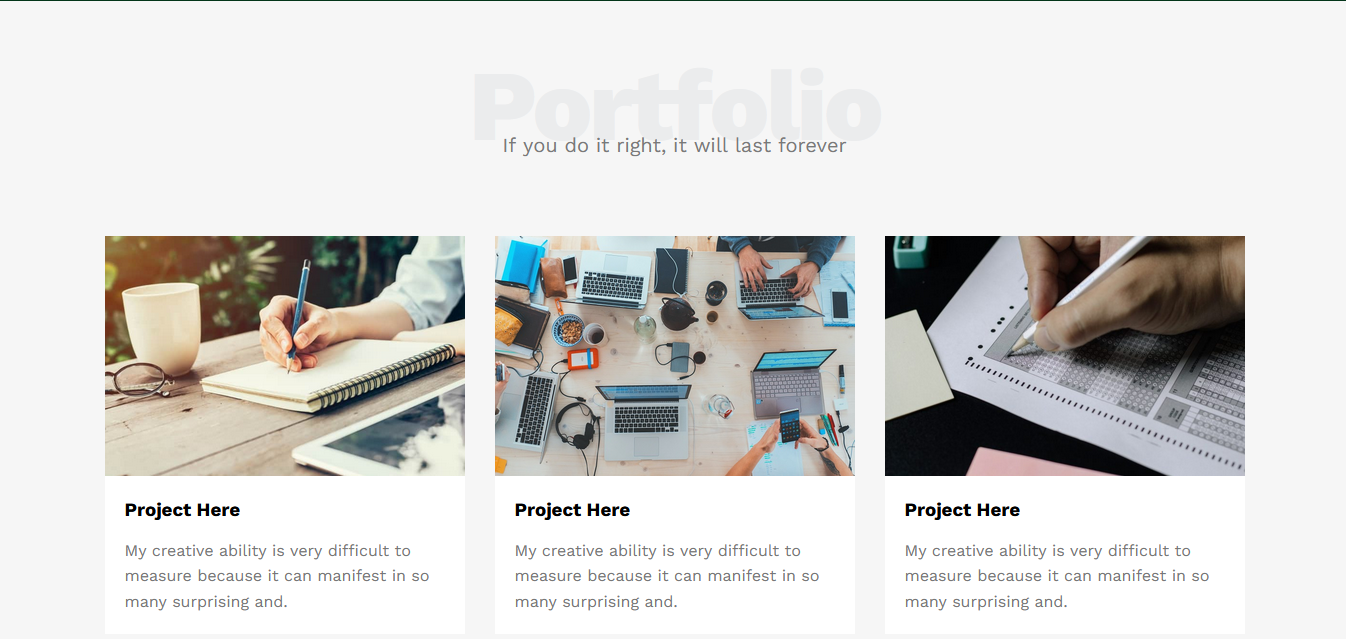 Portfolio
If you do it right, it will last forever
Project Here
My creative ability is very difficult to
measure because it can manifest in so
many surprising and.
Project Here
My creative ability is very difficult to
measure because it can manifest in so
many surprising and.
Project Here
My creative ability is very difficult to
measure because it can manifest in so
many surprising and.